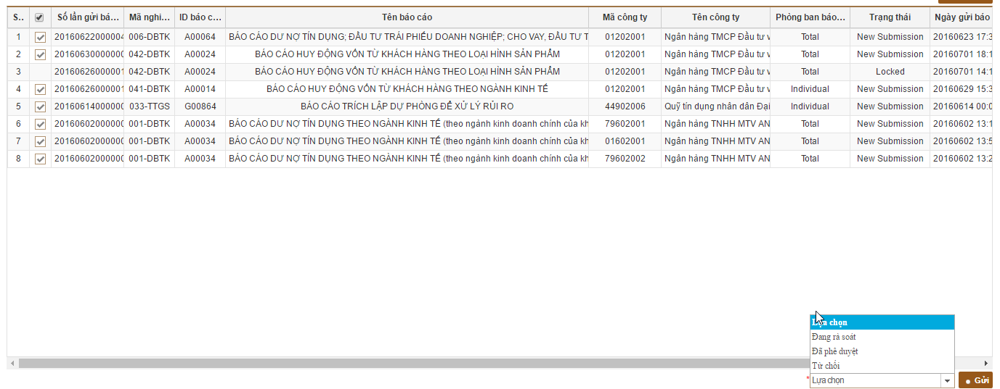 S.. Số lần gửi bá... Mã nghi... ID báo c... Tên báo cáo Mã công ty Tên công ty Phòng ban báo... Trạng thái Ngày gửi báo
1 20160622000004 006-DBTK A00064 BÁO CÁO DƯ NỢ TÍN DỤNG; ĐẦU TƯ TRÁI PHIẾU DOANH NGHIỆP; CHO VAY, ĐẦU TƯ T 01202001 Ngân hàng TMCP Đầu tư v Total New Submission 20160623 17:3
2 20160630000000 042-DBTK A00024 BÁO CÁO HUY ĐỘNG VỐN TỪ KHÁCH HÀNG THEO LOẠI HÌNH SẢN PHẨM 01202001 Ngân hàng TMCP Đầu tư v Total New Submission 20160701 18:1
3 20160626000001 042-DBTK A00024 BÁO CÁO HUY ĐỘNG VỐN TỪ KHÁCH HÀNG THEO LOẠI HÌNH SẢN PHẨM 01202001 Ngân hàng TMCP Đầu tư v Total Locked 20160701 14:1
4 20160626000001 041-DBTK A00014 BÁO CÁO HUY ĐỘNG VỐN TỪ KHÁCH HÀNG THEO NGÀNH KINH TẾ 01202001 Ngân hàng TMCP Đầu tư v Individual New Submission 20160629 15:3
5 20160614000000 033-TTGS G00864 BÁO CÁO TRÍCH LẬP DỰ PHÒNG ĐỂ XỬ LÝ RỦI RO 44902006 Quỹ tín dụng nhân dân Đại Individual New Submission 20160614 00:0
6 20160602000000 001-DBTK A00034 BÁO CÁO DƯ NỢ TÍN DỤNG THEO NGÀNH KINH TẾ (theo ngành kinh doanh chính của kh 79602001 Ngân hàng TNHH MTV AN Total New Submission 20160602 13:1
7 20160602000000 001-DBTK A00034 BÁO CÁO DƯ NỢ TÍN DỤNG THEO NGÀNH KINH TẾ (theo ngành kinh doanh chính của kh 01602001 Ngân hàng TNHH MTV AN Total New Submission 20160602 13:5
8 20160602000000 001-DBTK A00034 BÁO CÁO DƯ NỢ TÍN DỤNG THEO NGÀNH KINH TẾ (theo ngành kinh doanh chính của kh 79602002 Ngân hàng TNHH MTV AN Total New Submission 20160602 13:2
Lựa chọn
Đang rà soát
Đã phê duyệt
Từ chối
* Lựa chọn Gửi